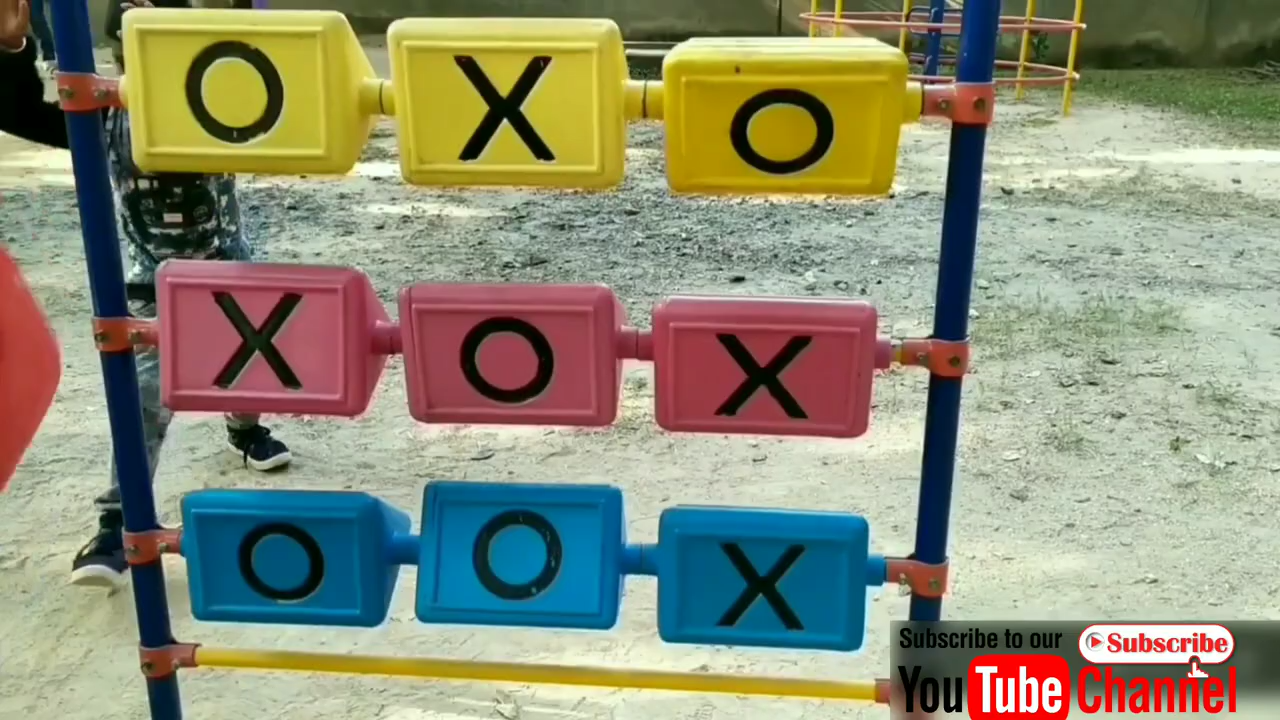 O X O
X O X
O O X
Subscribe to our
Subscribe
YouTube Channel